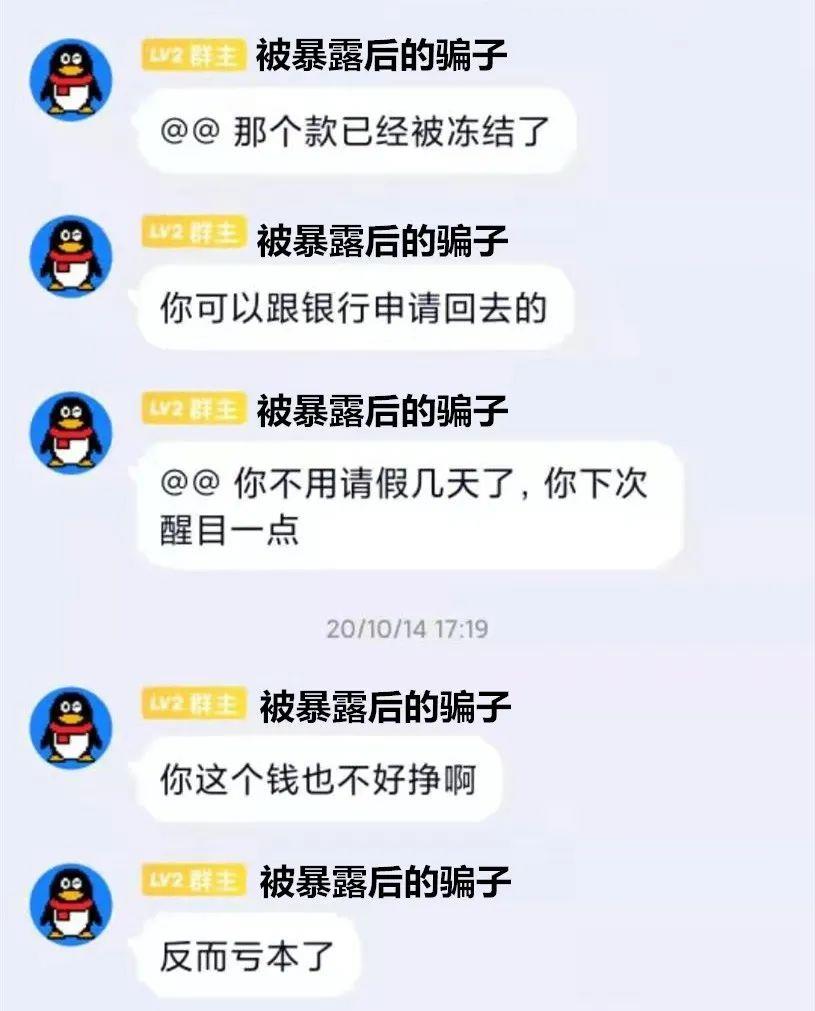 LV2 群主 被暴露后的骗子
@@ 那个款已经被冻结了
LV2 群主 被暴露后的骗子
你可以跟银行申请回去的
LV2 群主 被暴露后的骗子
@@ 你不用请假几天了, 你下次
醒目一点
20/10/14 17:19
LV2 群主 被暴露后的骗子
你这个钱也不好挣啊
LV2 群主 被暴露后的骗子
反而亏本了